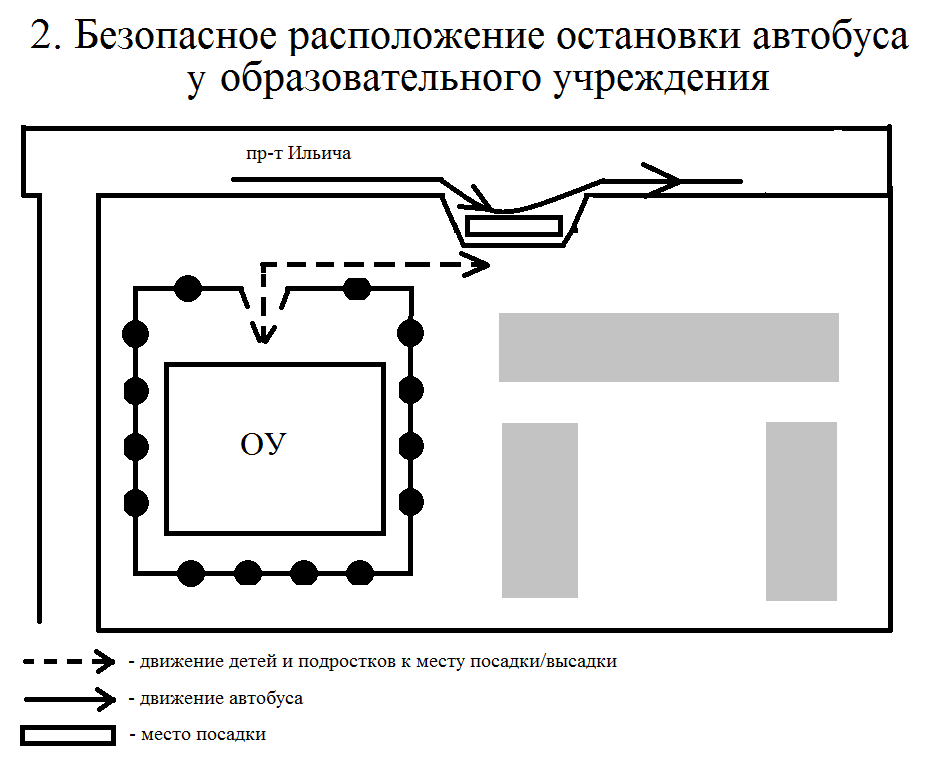 2. Безопасное расположение остановки автобуса
у образовательного учреждения
пр-т Ильича
ОУ
- движение детей и подростков к месту посадки/высадки
- движение автобуса
- место посадки